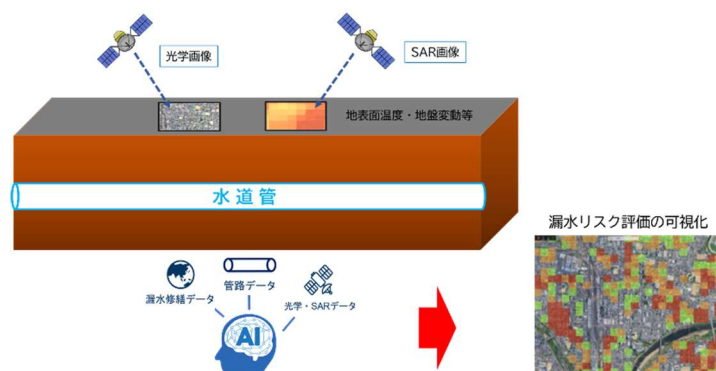 光学画像
SAR画像
地表面温度・地盤変動等
水道管
漏水リスク評価の可視化
管路データ
漏水修繕データ
光学・SARデータ
AI